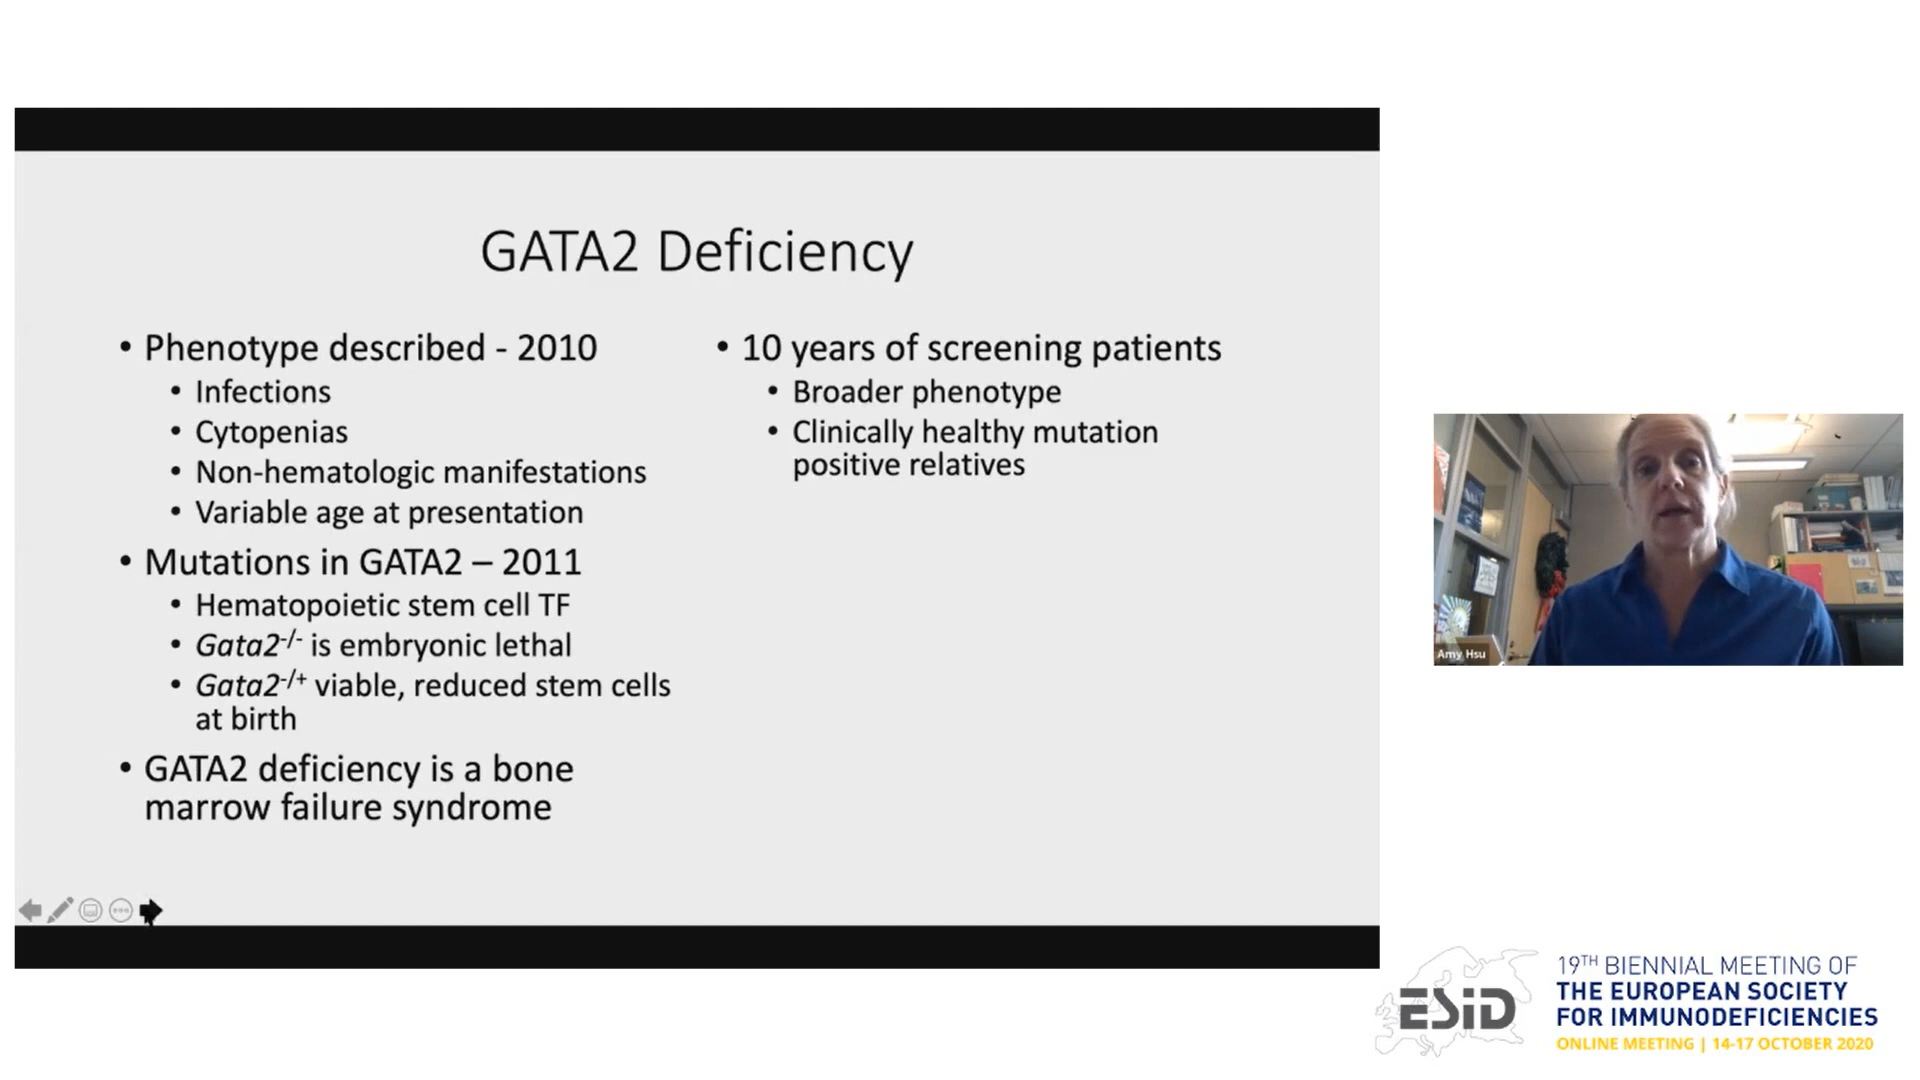 GATA2 Deficiency
• Phenotype described - 2010
• Infections
• Cytopenias
• Non-hematologic manifestations
• Variable age at presentation
• Mutations in GATA2 – 2011
• Hematopoietic stem cell TF
• Gata2-/- is embryonic lethal
• Gata2-/+ viable, reduced stem cells
at birth
• GATA2 deficiency is a bone
marrow failure syndrome
• 10 years of screening patients
• Broader phenotype
• Clinically healthy mutation
positive relatives
Amy Hsu
ESiD
19TH BIENNIAL MEETING OF
THE EUROPEAN SOCIETY
FOR IMMUNODEFICIENCIES
ONLINE MEETING | 14-17 OCTOBER 2020